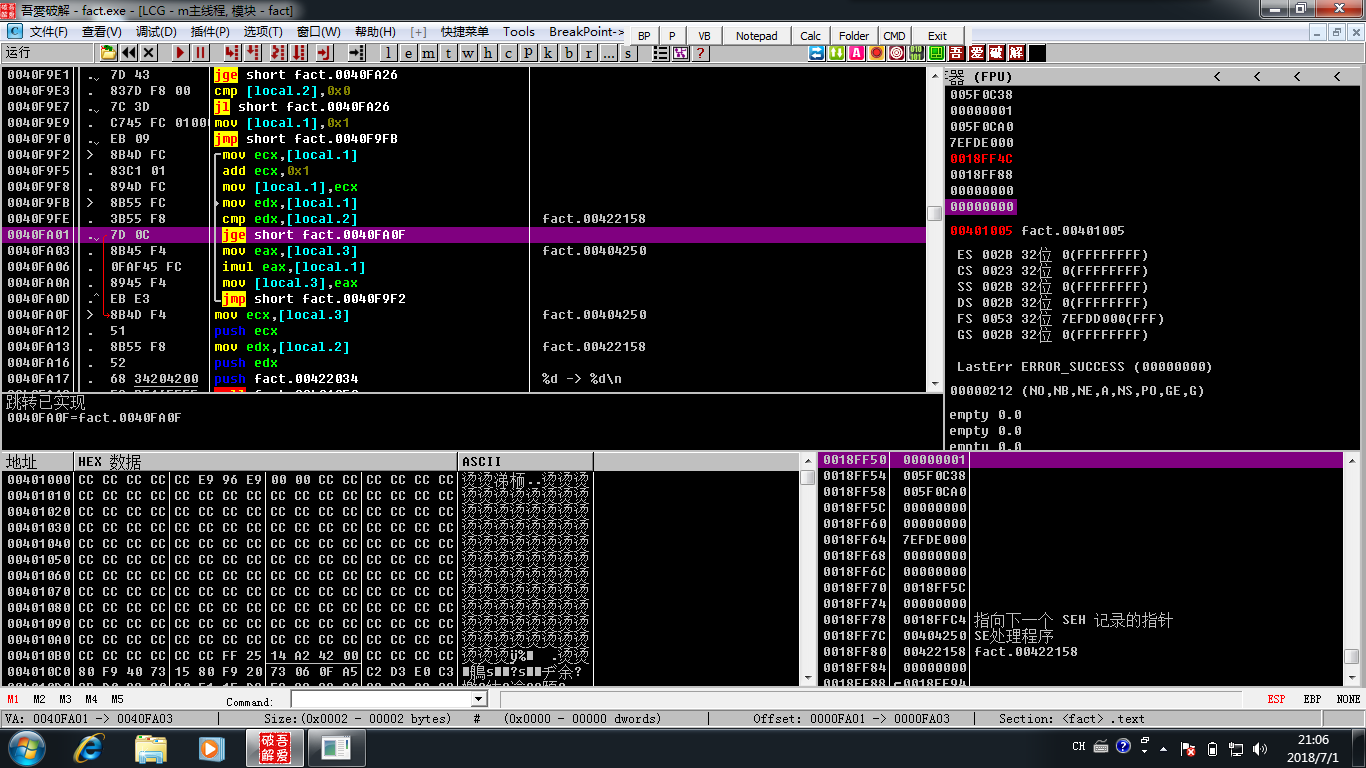 吾愛破解 - fact.exe - [LCG - m主线程, 模块 - fact]
文件(F) 查看(V) 调试(D) 插件(P) 选项(T) 窗口(W) 帮助(H) [+] 快捷菜单 Tools BreakPoint-> BP P VB Notepad Calc Folder CMD Exit
运行 l e m t w h c p k b r ... s ? 吾 爱 破 解
0040F9E1 . 7D 43 jge short fact.0040FA26
0040F9E3 . 837D F8 00 cmp [local.2],0x0
0040F9E7 . 7C 3D jl short fact.0040FA26
0040F9E9 . C745 FC 0100 mov [local.1],0x1
0040F9F0 . EB 09 jmp short fact.0040F9FB
0040F9F2 > 8B4D FC mov ecx,[local.1]
0040F9F5 . 83C1 01 add ecx,0x1
0040F9F8 . 894D FC mov [local.1],ecx
0040F9FB > 8B55 FC mov edx,[local.1]
0040F9FE . 3B55 F8 cmp edx,[local.2] fact.00422158
0040FA01 . 7D 0C jge short fact.0040FA0F
0040FA03 . 8B45 F4 mov eax,[local.3] fact.00404250
0040FA06 . 0FAF45 FC imul eax,[local.1]
0040FA0A . 8945 F4 mov [local.3],eax
0040FA0D .^ EB E3 jmp short fact.0040F9F2
0040FA0F > 8B4D F4 mov ecx,[local.3] fact.00404250
0040FA12 . 51 push ecx
0040FA13 . 8B55 F8 mov edx,[local.2] fact.00422158
0040FA16 . 52 push edx
0040FA17 . 68 34204200 push fact.00422034 %d -> %d\n
跳转已实现
0040FA0F=fact.0040FA0F
器 (FPU) < < < <
005F0C38
00000001
005F0CA0
7EFDE000
0018FF4C
0018FF88
00000000
00000000
00401005 fact.00401005
ES 002B 32位 0(FFFFFFFF)
CS 0023 32位 0(FFFFFFFF)
SS 002B 32位 0(FFFFFFFF)
DS 002B 32位 0(FFFFFFFF)
FS 0053 32位 7EFDD000(FFF)
GS 002B 32位 0(FFFFFFFF)
LastErr ERROR_SUCCESS (00000000)
00000212 (NO,NB,NE,A,NS,PO,GE,G)
empty 0.0
empty 0.0
empty 0.0
地址 HEX 数据 ASCII
00401000 CC CC CC CC CC E9 96 E9 00 00 CC CC CC CC CC CC 烫烫涕栭..烫烫烫
00401010 CC CC CC CC CC CC CC CC CC CC CC CC CC CC CC CC 烫烫烫烫烫烫烫烫
00401020 CC CC CC CC CC CC CC CC CC CC CC CC CC CC CC CC 烫烫烫烫烫烫烫烫
00401030 CC CC CC CC CC CC CC CC CC CC CC CC CC CC CC CC 烫烫烫烫烫烫烫烫
00401040 CC CC CC CC CC CC CC CC CC CC CC CC CC CC CC CC 烫烫烫烫烫烫烫烫
00401050 CC CC CC CC CC CC CC CC CC CC CC CC CC CC CC CC 烫烫烫烫烫烫烫烫
00401060 CC CC CC CC CC CC CC CC CC CC CC CC CC CC CC CC 烫烫烫烫烫烫烫烫
00401070 CC CC CC CC CC CC CC CC CC CC CC CC CC CC CC CC 烫烫烫烫烫烫烫烫
00401080 CC CC CC CC CC CC CC CC CC CC CC CC CC CC CC CC 烫烫烫烫烫烫烫烫
00401090 CC CC CC CC CC CC CC CC CC CC CC CC CC CC CC CC 烫烫烫烫烫烫烫烫
004010A0 CC CC CC CC CC CC CC CC CC CC CC CC CC CC CC CC 烫烫烫烫烫烫烫烫
004010B0 CC CC CC CC CC CC FF 25 14 A2 42 00 CC CC CC CC
004010C0 80 F9 40 73 15 80 F9 20 73 06 0F A5 C2 D3 E0 C3
0018FF50 00000001
0018FF54 005F0C38
0018FF58 005F0CA0
0018FF5C 00000000
0018FF60 00000000
0018FF64 7EFDE000
0018FF68 00000000
0018FF6C 00000000
0018FF70 0018FF5C
0018FF74 00000000
0018FF78 0018FFC4 指向下一个 SEH 记录的指针
0018FF7C 00404250 SE处理程序
0018FF80 00422158 fact.00422158
0018FF84 00000000
0018FF88 0018FF94
M1 M2 M3 M4 M5 Command: ESP EBP NONE
VA: 0040FA01 -> 0040FA03 Size:(0x0002 - 00002 bytes) # (0x0000 - 00000 dwords) Offset: 0000FA01 -> 0000FA03 Section: <fact> .text
吾爱破解 CH 21:06
2018/7/1